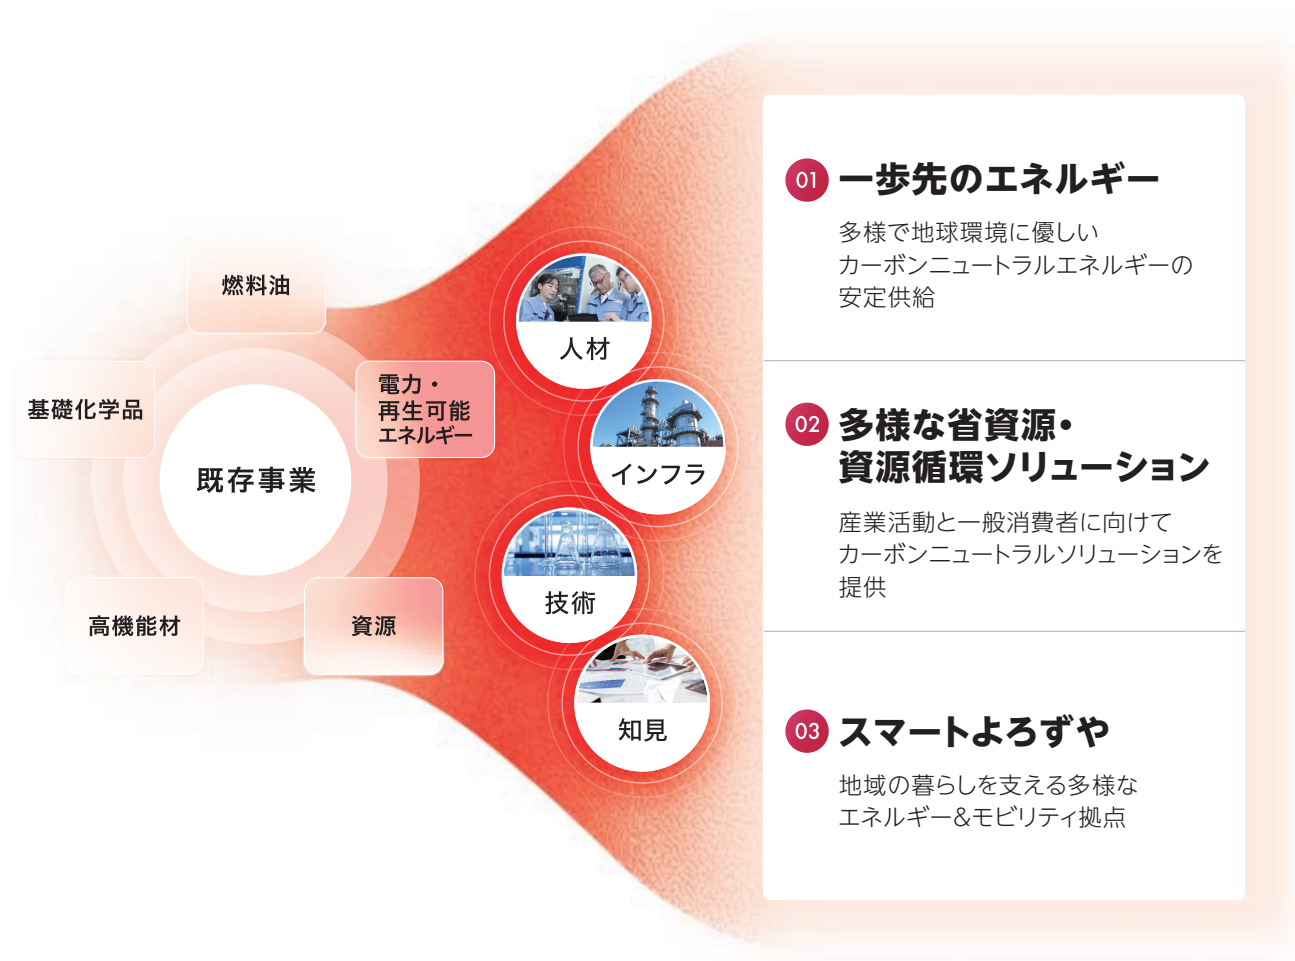 燃料油
基礎化学品
電力・
再生可能
エネルギー
既存事業
高機能材
資源
人材
インフラ
技術
知見
01 一歩先のエネルギー
多様で地球環境に優しい
カーボンニュートラルエネルギーの
安定供給
02 多様な省資源・
資源循環ソリューション
産業活動と一般消費者に向けて
カーボンニュートラルソリューションを
提供
03 スマートよろずや
地域の暮らしを支える多様な
エネルギー&モビリティ拠点